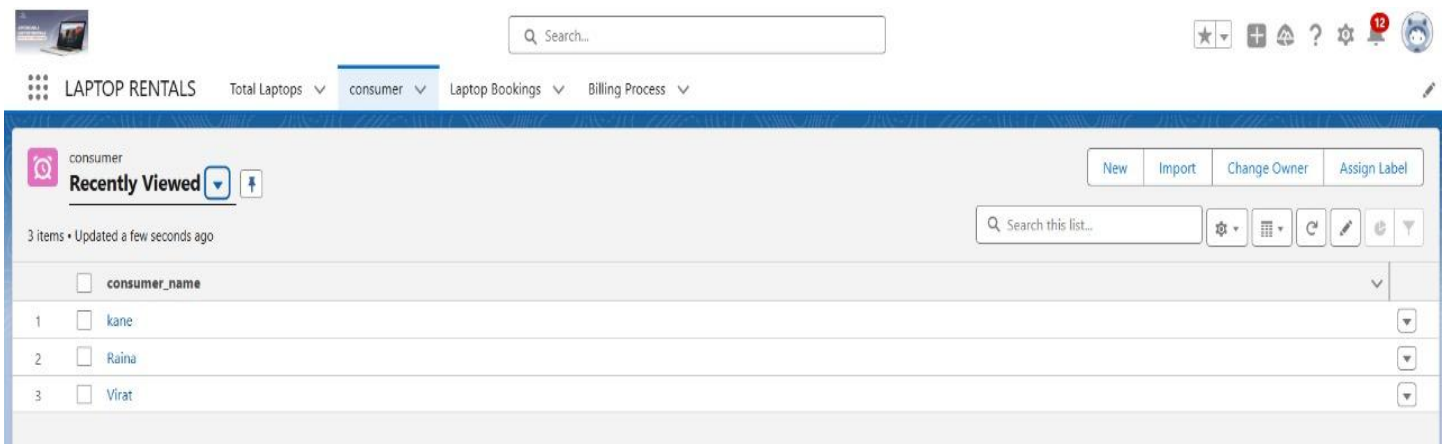 Search...
12
LAPTOP RENTALS Total Laptops consumer Laptop Bookings Billing Process
consumer
Recently Viewed
New Import Change Owner Assign Label
3 items • Updated a few seconds ago
Search this list...
consumer_name
1 kane
2 Raina
3 Virat